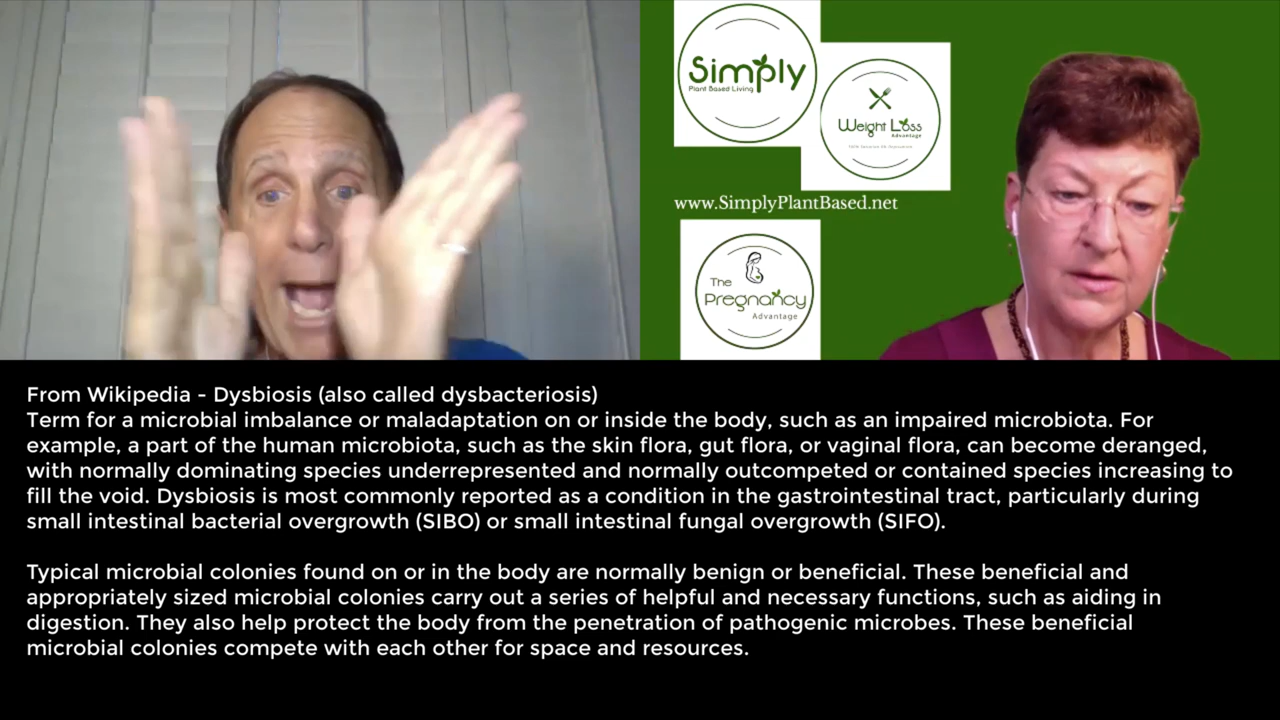 Simply
Plant Based Living
Weight Loss
Advantage
www.SimplyPlantBased.net
The
Pregnancy
Advantage
From Wikipedia - Dysbiosis (also called dysbacteriosis)
Term for a microbial imbalance or maladaptation on or inside the body, such as an impaired microbiota. For
example, a part of the human microbiota, such as the skin flora, gut flora, or vaginal flora, can become deranged,
with normally dominating species underrepresented and normally outcompeted or contained species increasing to
fill the void. Dysbiosis is most commonly reported as a condition in the gastrointestinal tract, particularly during
small intestinal bacterial overgrowth (SIBO) or small intestinal fungal overgrowth (SIFO).
Typical microbial colonies found on or in the body are normally benign or beneficial. These beneficial and
appropriately sized microbial colonies carry out a series of helpful and necessary functions, such as aiding in
digestion. They also help protect the body from the penetration of pathogenic microbes. These beneficial
microbial colonies compete with each other for space and resources.